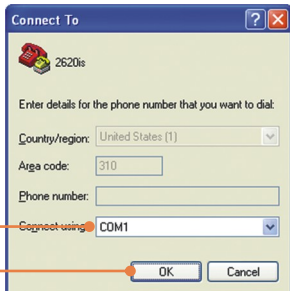 Connect To
2620is
Enter details for the phone number that you want to dial:
Country/region: United States (1)
Area code: 310
Phone number:
Connect using: COM1
OK Cancel